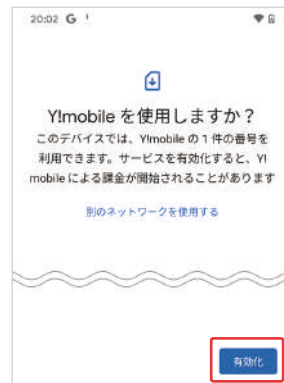 20:02 G !
Y!mobile を使用しますか？
このデバイスでは、Y!mobile の 1 件の番号を
利用できます。サービスを有効化すると、Y!
mobile による課金が開始されることがあります
別のネットワークを使用する
有効化